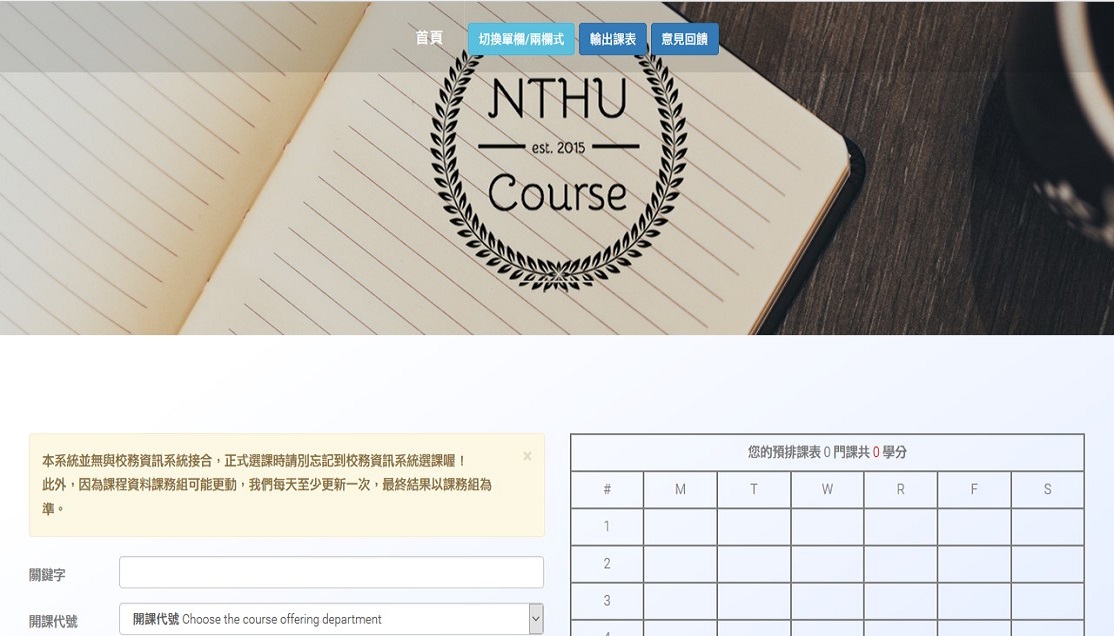 首頁
切換單欄/兩欄式
輸出課表
意見回饋
NTHU
est. 2015
Course
本系統並無與校務資訊系統接合，正式選課時請別忘記到校務資訊系統選課喔！
×
此外，因為課程資料課務組可能更動，我們每天至少更新一次，最終結果以課務組為
準。
關鍵字
開課代號
開課代號 Choose the course offering department
您的預排課表 0 門課共 0 學分
# M T W R F S
1
2
3